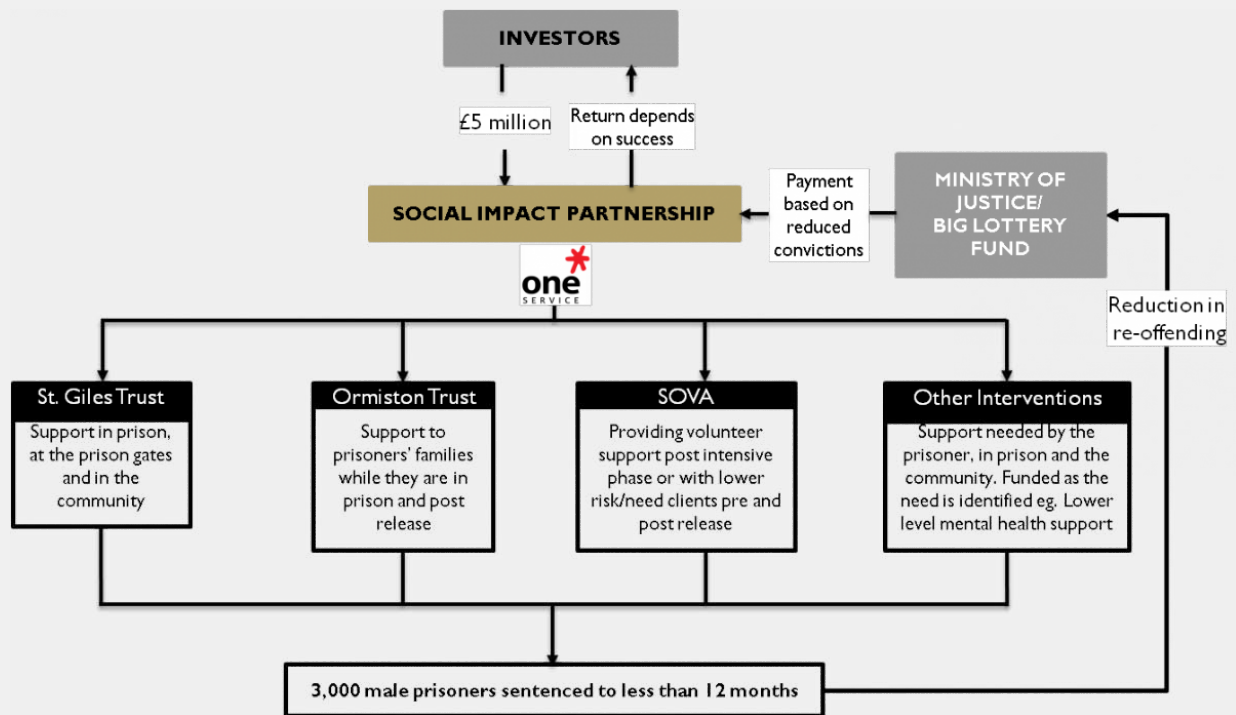 INVESTORS
£5 million
Return depends
on success
SOCIAL IMPACT PARTNERSHIP
Payment
based on
reduced
convictions
MINISTRY OF
JUSTICE/
BIG LOTTERY
FUND
one
SERVICE
Reduction in
re-offending
St. Giles Trust
Support in prison,
at the prison gates
and in the
community
Ormiston Trust
Support to
prisoners' families
while they are in
prison and post
release
SOVA
Providing volunteer
support post intensive
phase or with lower
risk/need clients pre and
post release
Other Interventions
Support needed by the
prisoner, in prison and the
community. Funded as the
need is identified eg. Lower
level mental health support
3,000 male prisoners sentenced to less than 12 months